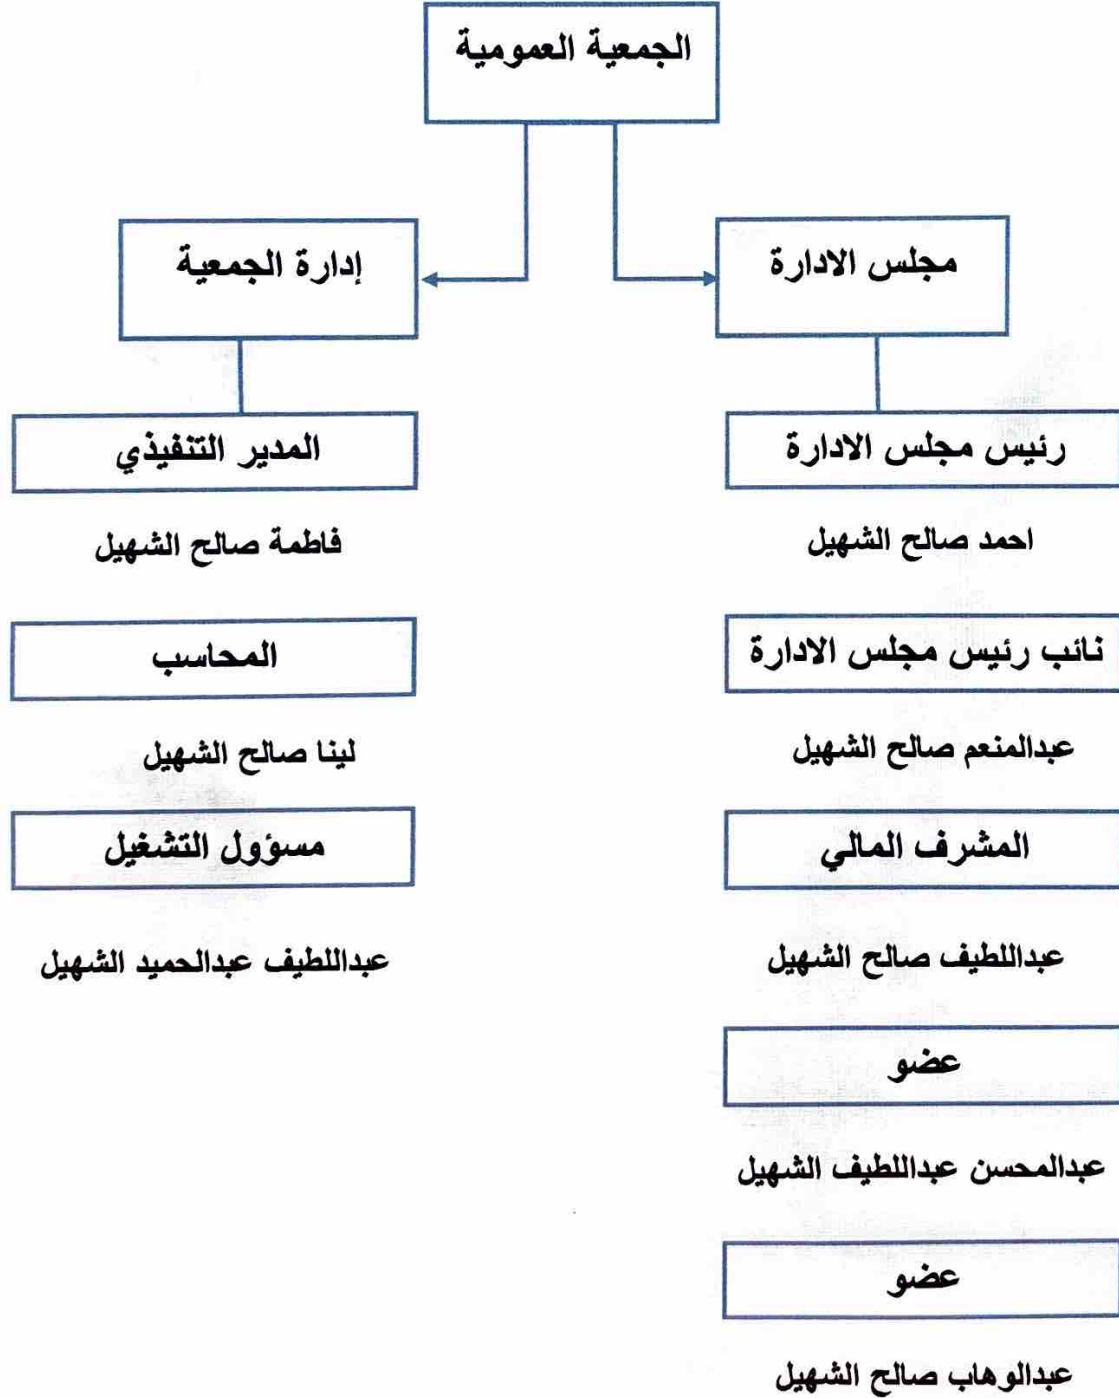 الجمعية العمومية
مجلس الادارة
إدارة الجمعية
رئيس مجلس الادارة
احمد صالح الشهيل
نائب رئيس مجلس الادارة
عبدالمنعم صالح الشهيل
المشرف المالي
عبداللطيف صالح الشهيل
عضو
عبدالمحسن عبداللطيف الشهيل
عضو
عبدالوهاب صالح الشهيل
المدير التنفيذي
فاطمة صالح الشهيل
المحاسب
لينا صالح الشهيل
مسؤول التشغيل
عبداللطيف عبدالحميد الشهيل